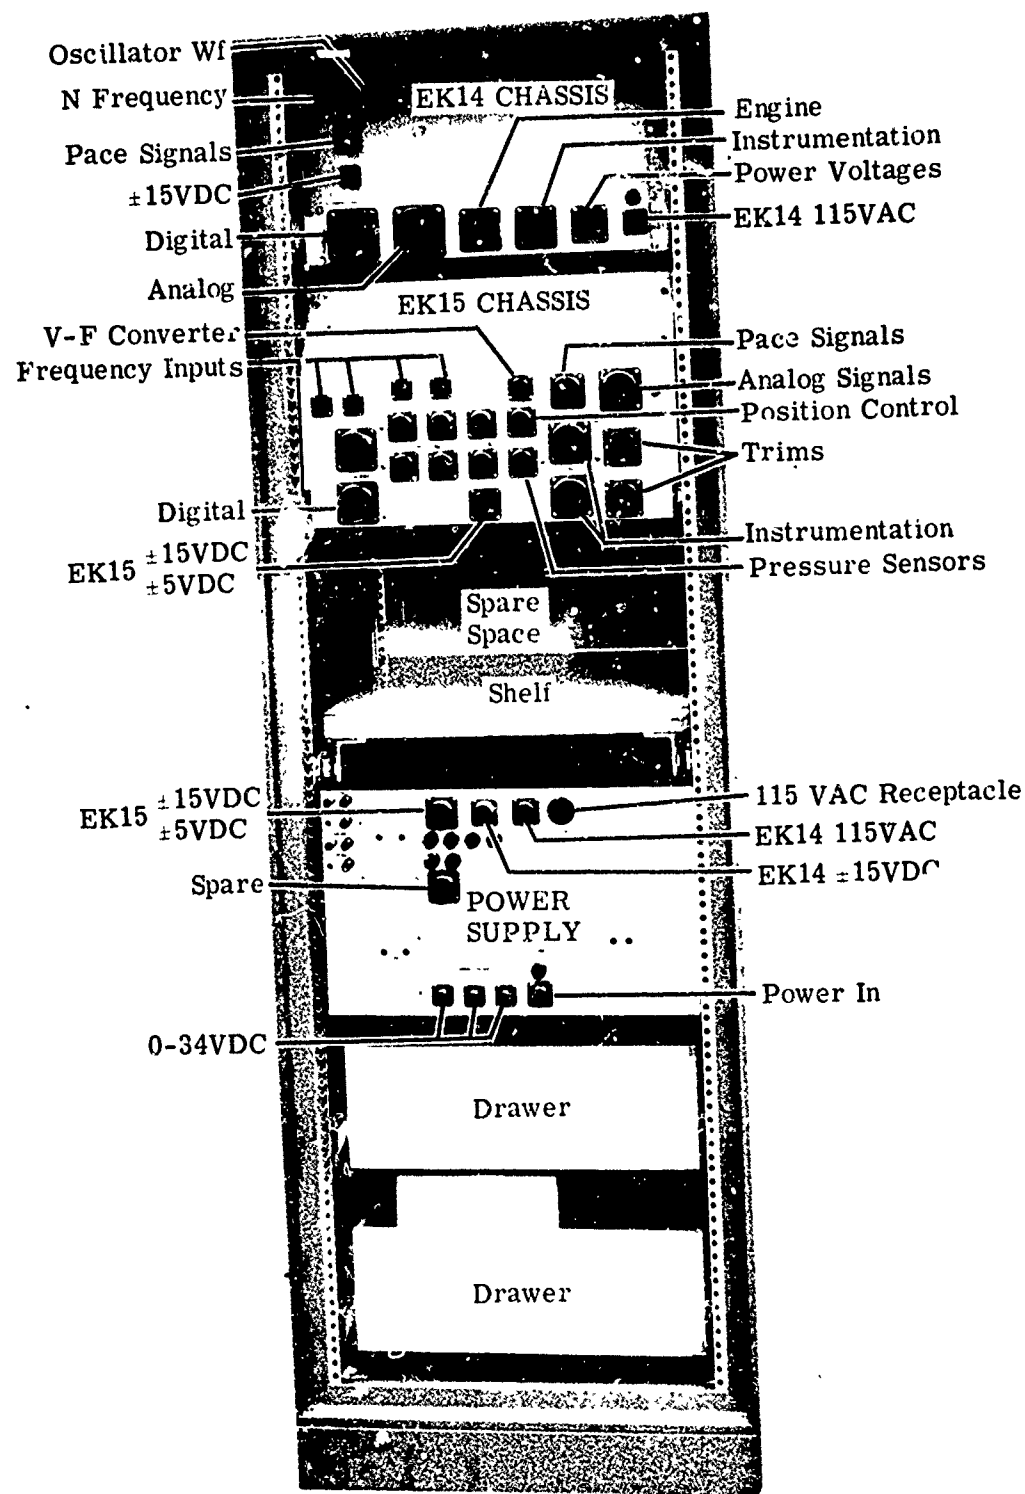 Oscillator Wf
N Frequency
Pace Signals
±15VDC
Digital
Analog
EK14 CHASSIS
Engine
Instrumentation
Power Voltages
EK14 115VAC
EK15 CHASSIS
V-F Converter
Frequency Inputs
Digital
EK15 ±15VDC
±5VDC
Pace Signals
Analog Signals
Position Control
Trims
Instrumentation
Pressure Sensors
Spare
Space
Shelf
EK15 ±15VDC
±5VDC
Spare
115 VAC Receptacle
EK14 115VAC
EK14 ±15VDC
POWER
SUPPLY
Power In
0-34VDC
Drawer
Drawer